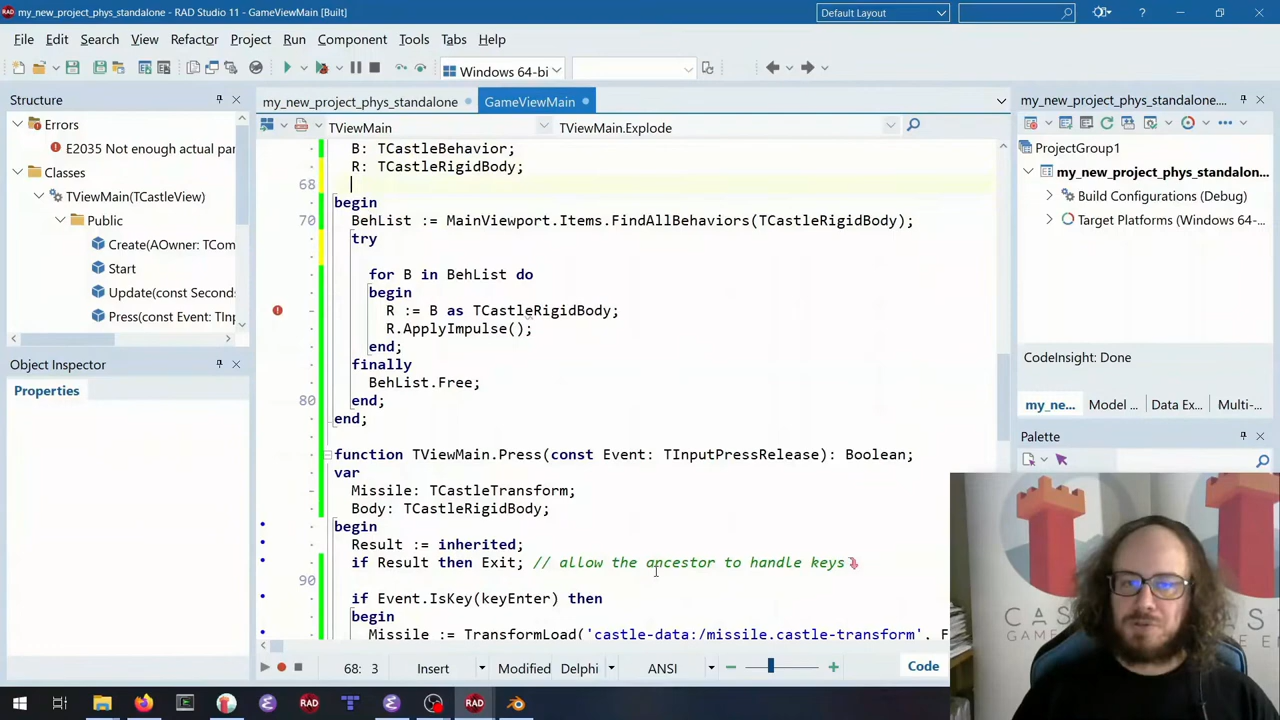 my_new_project_phys_standalone - RAD Studio 11 - GameViewMain [Built]
Default Layout
File Edit Search View Refactor Project Run Component Tools Tabs Help
Windows 64-bi
Structure
Errors
E2035 Not enough actual par
Classes
TViewMain(TCastleView)
Public
Create(AOwner: TCom
Start
Update(const Second:
Press(const Event: TInp
Object Inspector
Properties
my_new_project_phys_standalone
GameViewMain
TViewMain
TViewMain.Explode
B: TCastleBehavior;
R: TCastleRigidBody;
68
begin
70 BehList := MainViewport.Items.FindAllBehaviors(TCastleRigidBody);
try
for B in BehList do
begin
R := B as TCastleRigidBody;
R.ApplyImpulse();
end;
finally
BehList.Free;
80 end;
end;
function TViewMain.Press(const Event: TInputPressRelease): Boolean;
var
Missile: TCastleTransform;
Body: TCastleRigidBody;
begin
Result := inherited;
if Result then Exit; // allow the ancestor to handle keys
90
if Event.IsKey(keyEnter) then
begin
Missile := TransformLoad('castle-data:/missile.castle-transform', F
68: 3 Insert Modified Delphi ANSI Code
my_new_project_phys_standalone....
ProjectGroup1
my_new_project_phys_standalon...
Build Configurations (Debug)
Target Platforms (Windows 64-...
CodeInsight: Done
my_ne... Model ... Data Ex... Multi-...
Palette
RAD
RAD